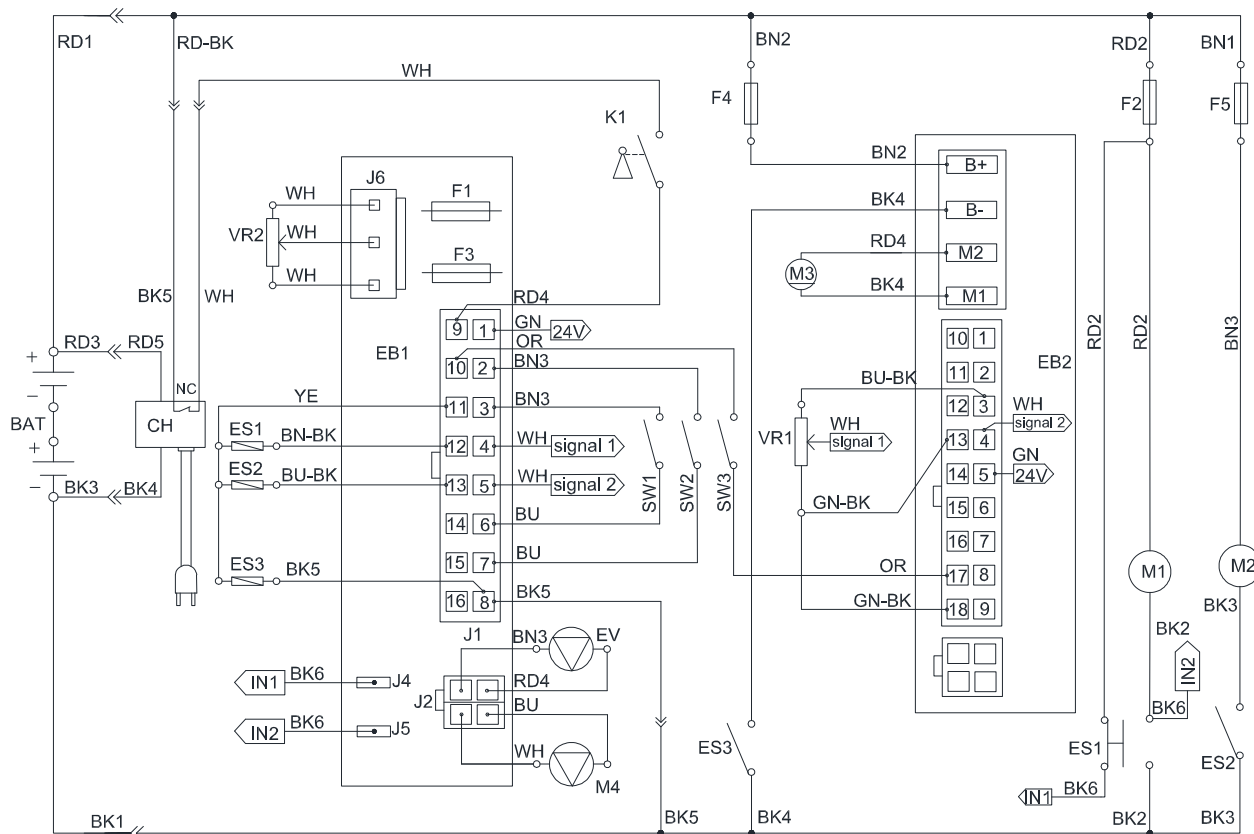 RD1
RD-BK
WH
K1
BN2
F4
RD2
F2
BN1
F5
J6
WH
VR2
WH
WH
F1
F3
RD4
BN2
B+
BK4
B-
RD4
M2
M3
BK4
M1
BK5
WH
RD2
RD2
BN3
RD3
RD5
+
-
BAT
+
-
NC
CH
BK3
BK4
EB1
9 1
GN
24V
OR
10 2
BN3
YE
11 3
BN3
ES1
BN-BK
12 4
WH
signal 1
ES2
BU-BK
13 5
WH
signal 2
14 6
BU
15 7
BU
ES3
BK5
16 8
BK5
SW1
SW2
SW3
EB2
10 1
11 2
BU-BK
12 3
WH
signal 2
VR1
WH
signal 1
13 4
GN
14 5
24V
GN-BK
15 6
16 7
OR
17 8
GN-BK
18 9
M1
M2
BK3
BK2
IN2
BK6
J1
BN3
EV
IN1
BK6
J4
J2
RD4
BU
IN2
BK6
J5
WH
M4
ES3
ES1
ES2
IN1
BK6
BK1
BK5
BK4
BK2
BK3